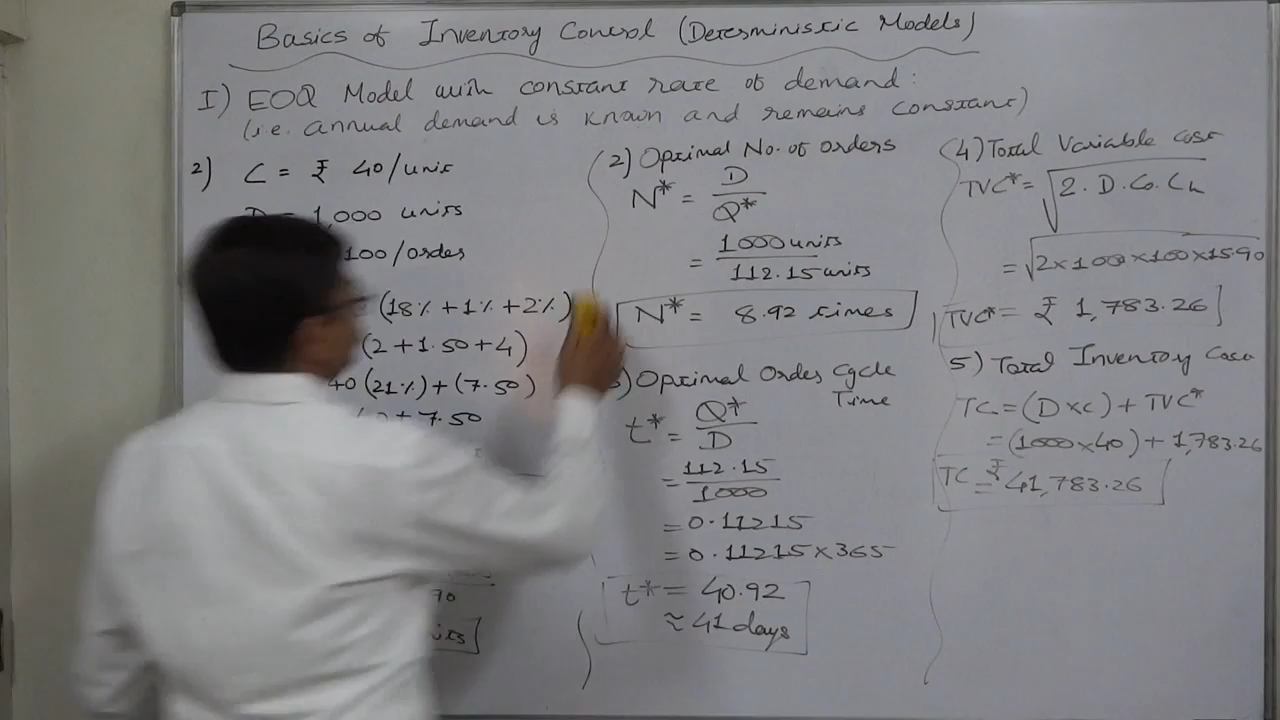 Basics of Inventory Control (Deterministic Models)
I) EOQ Model with constant rate of demand:
(i.e. annual demand is known and remains constant)
2) C = ₹ 40/unit
1,000 units
100/order
(18% + 1% + 2%)
(2 + 1.50 + 4)
40 (21%) + (7.50)
+ 7.50
70
(2) Optimal No. of orders
N* = D / Q*
= 1000 units / 112.15 units
N* = 8.92 times
3) Optimal Order Cycle Time
t* = Q* / D
= 112.15 / 1000
= 0.11215
= 0.11215 x 365
t* = 40.92
≈ 41 days
(4) Total Variable Cost
TVC* = √2.D.Co.Ch
TVC* = ₹ 1,783.26
5) Total Inventory Cost
TC = (D x C) + TVC*
= (1000 x 40) + 1,783.26
TC = ₹ 41,783.26